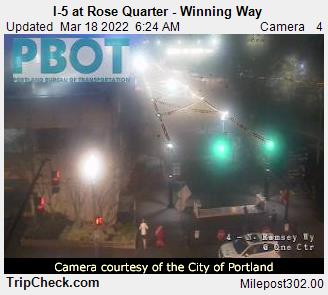 I-5 at Rose Quarter - Winning Way
Updated Mar 18 2022 6:24 AM Camera 4
PBOT
PORTLAND BUREAU OF TRANSPORTATION
4 - N. Ramsey Wy
@ One Ctr
Camera courtesy of the City of Portland
TripCheck.com Milepost302.00